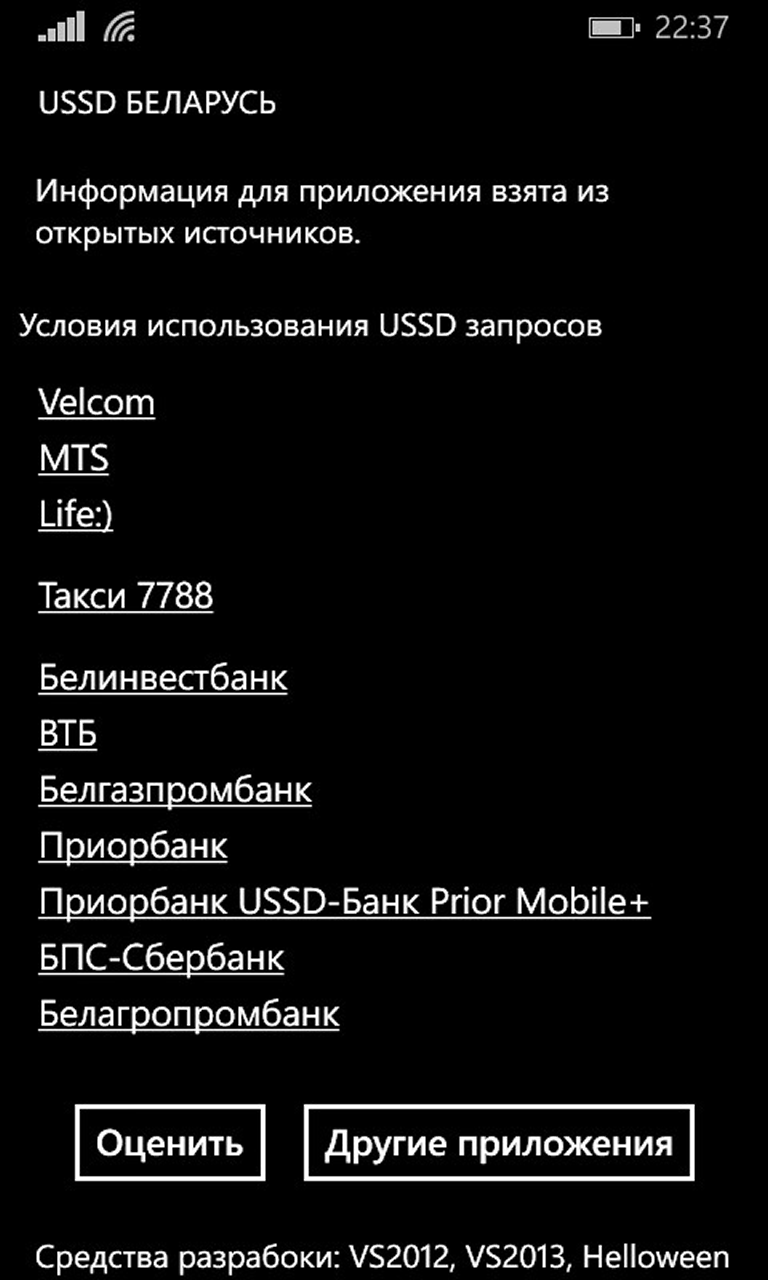 22:37
USSD БЕЛАРУСЬ
Информация для приложения взята из
открытых источников.
Условия использования USSD запросов
Velcom
MTS
Life:)
Такси 7788
Белинвестбанк
ВТБ
Белгазпромбанк
Приорбанк
Приорбанк USSD-Банк Prior Mobile+
БПС-Сбербанк
Белагропромбанк
Оценить
Другие приложения
Средства разрабоки: VS2012, VS2013, Helloween